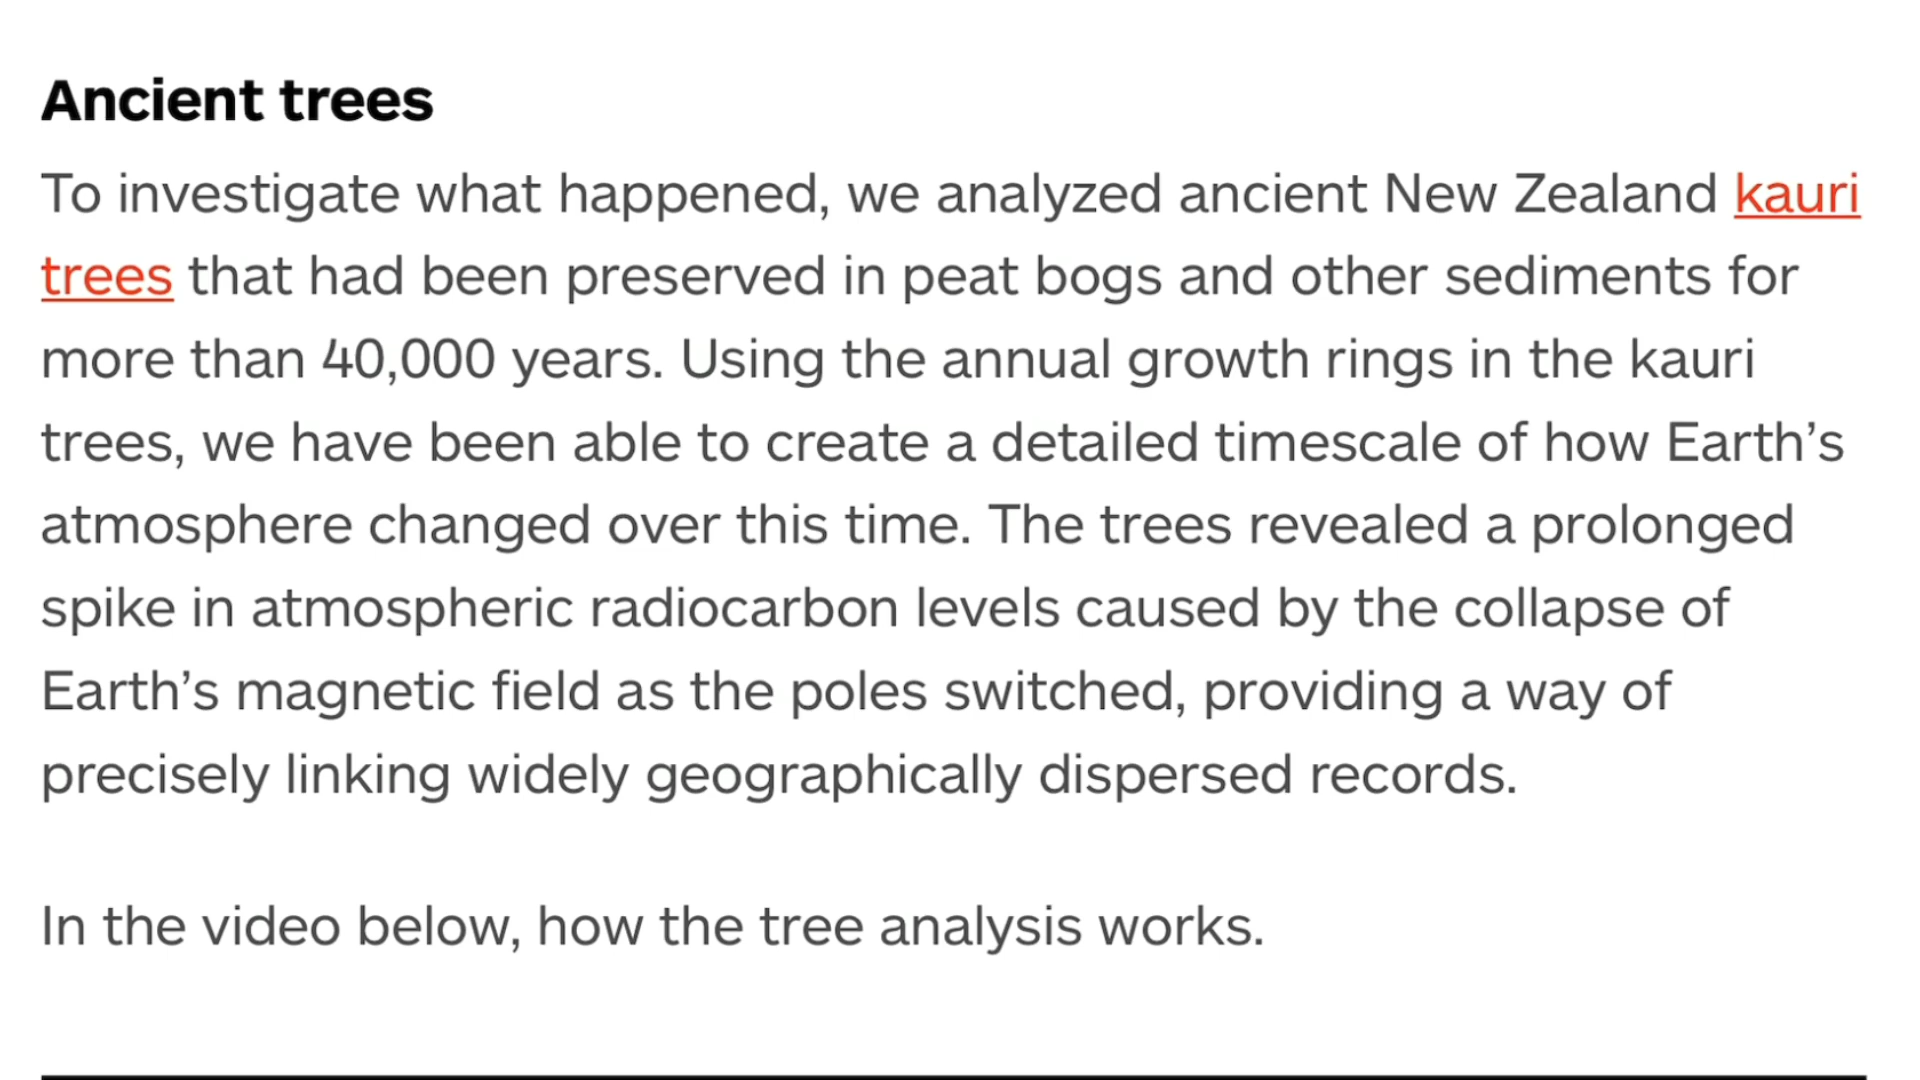 Ancient trees
To investigate what happened, we analyzed ancient New Zealand kauri
trees that had been preserved in peat bogs and other sediments for
more than 40,000 years. Using the annual growth rings in the kauri
trees, we have been able to create a detailed timescale of how Earth’s
atmosphere changed over this time. The trees revealed a prolonged
spike in atmospheric radiocarbon levels caused by the collapse of
Earth’s magnetic field as the poles switched, providing a way of
precisely linking widely geographically dispersed records.
In the video below, how the tree analysis works.